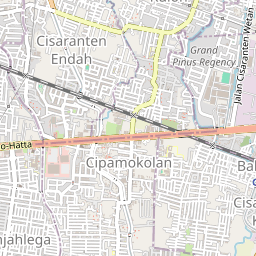 Cisaranten
Endah
Grand
Pinus Regency
Jalan Cisaranten Wetan
o-Hatta
Cipamokolan
njahlega